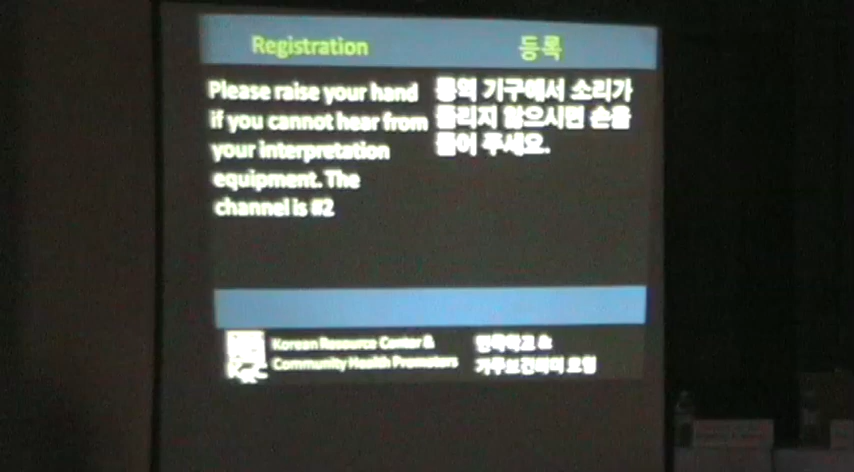 Registration
등록
Please raise your hand
if you cannot hear from
your interpretation
equipment. The
channel is #2
통역 기구에서 소리가
들리지 않으시면 손을
들어 주세요.
Korean Resource Center &
Community Health Promoters
민족학교 &